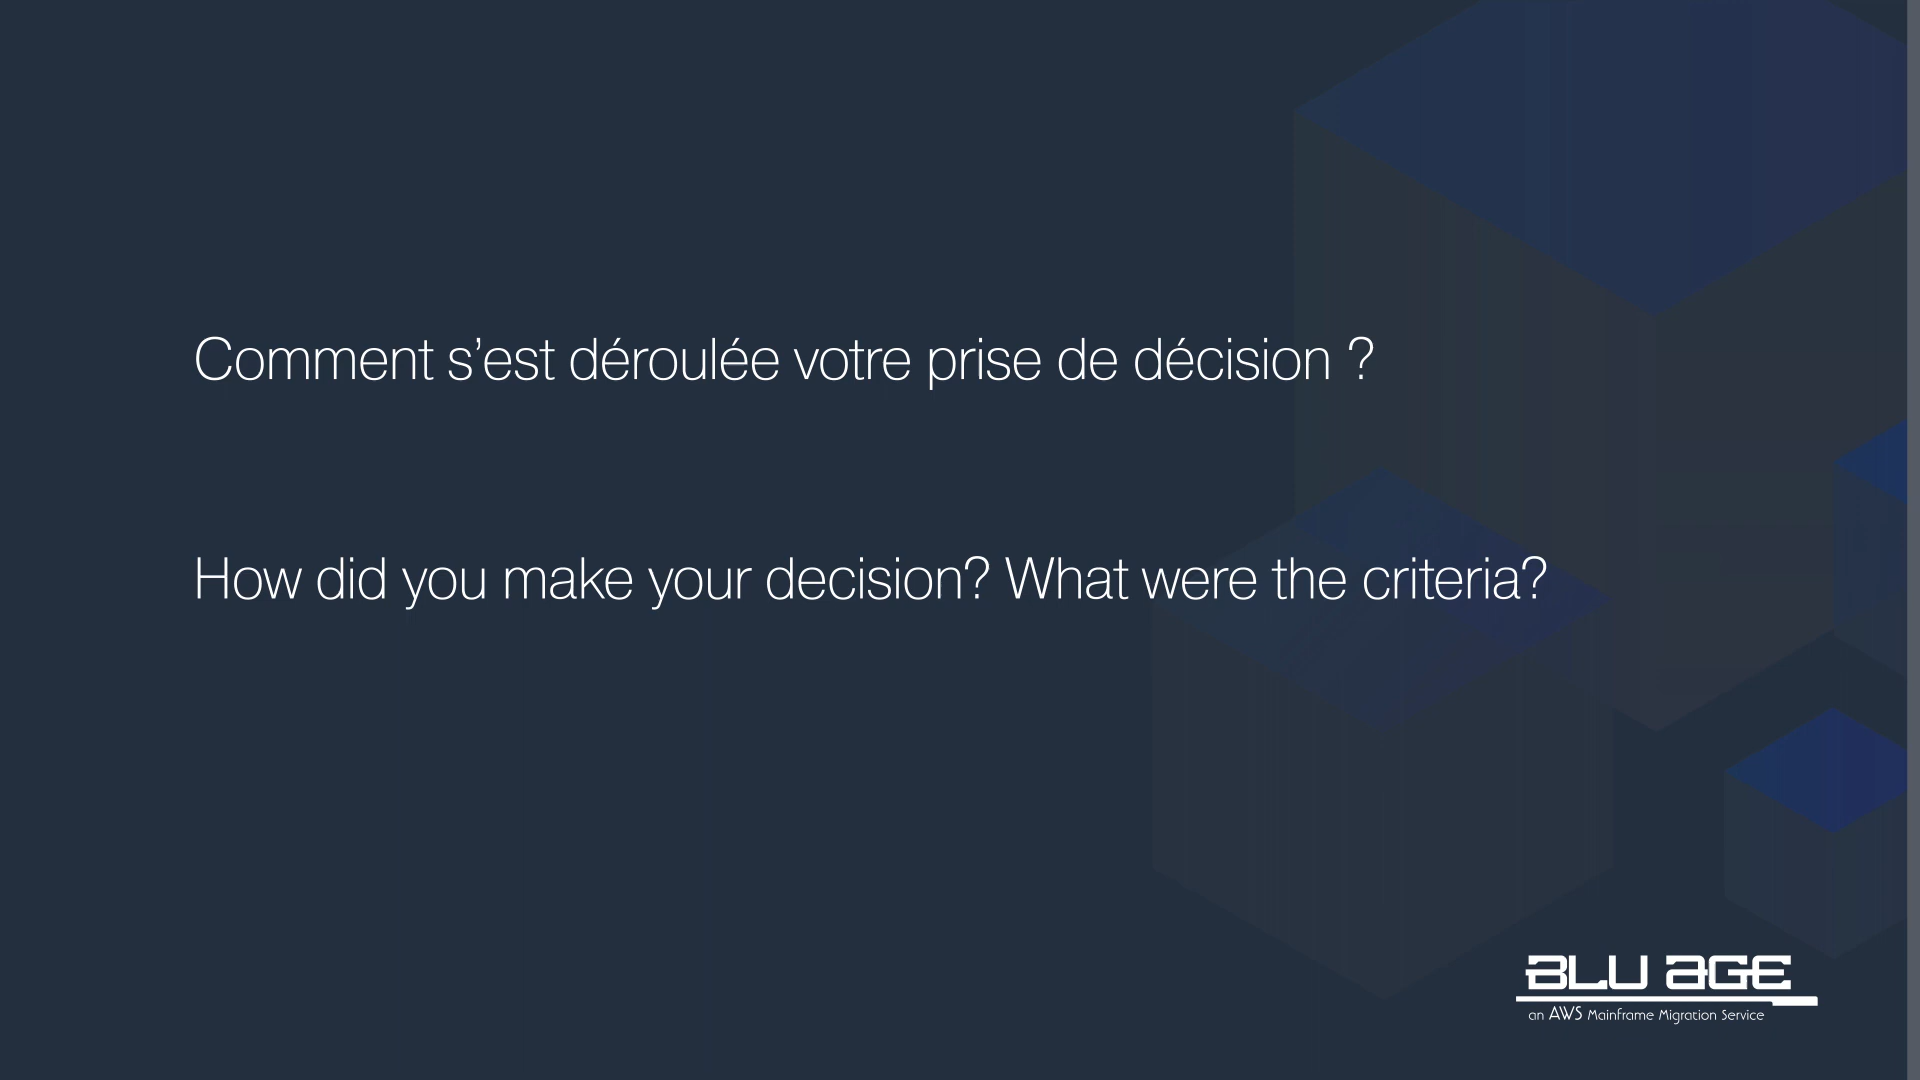 Comment s’est déroulée votre prise de décision ?
How did you make your decision? What were the criteria?
BLU AGE
an AWS Mainframe Migration Service